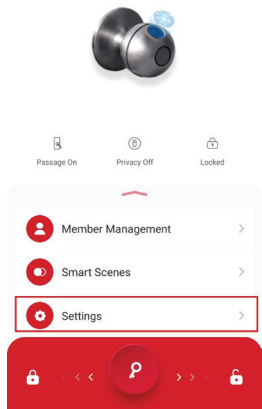 Passage On Privacy Off Locked
Member Management
Smart Scenes
Settings